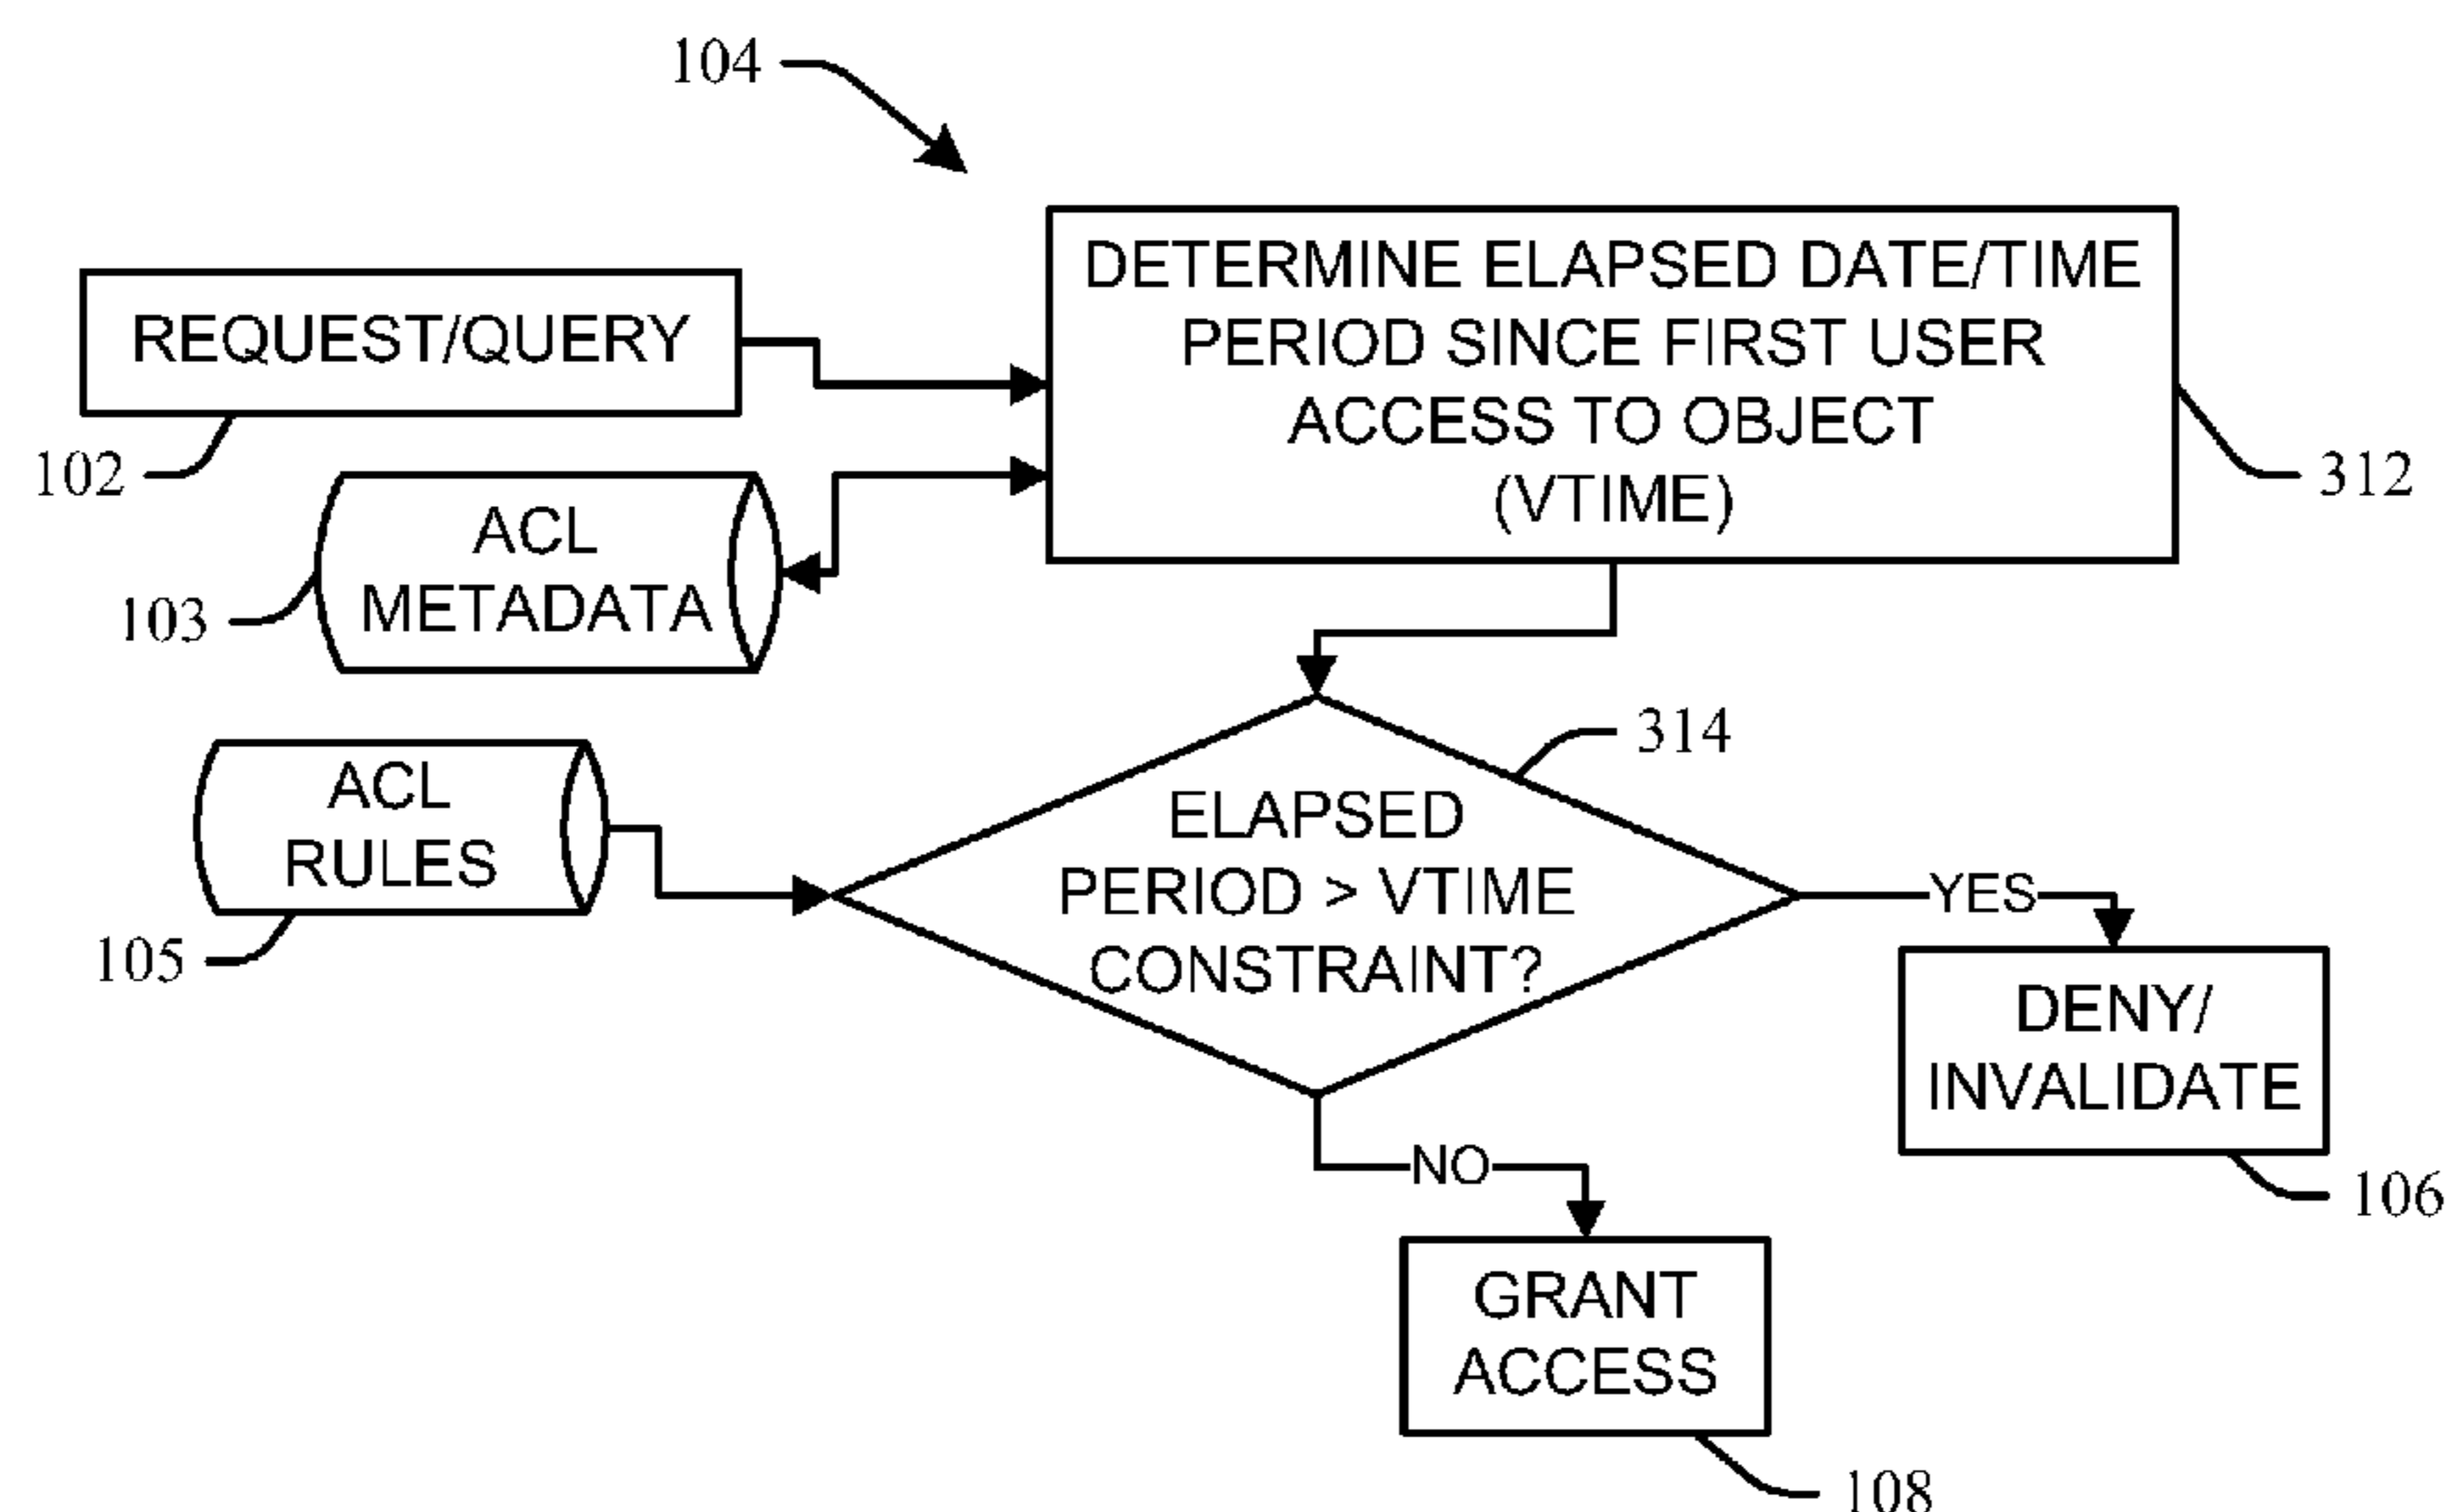 104
REQUEST/QUERY
102
DETERMINE ELAPSED DATE/TIME
PERIOD SINCE FIRST USER
ACCESS TO OBJECT
(VTIME)
312
ACL
METADATA
103
ACL
RULES
105
314
ELAPSED
PERIOD > VTIME
CONSTRAINT?
YES
DENY/
INVALIDATE
106
NO
GRANT
ACCESS
108